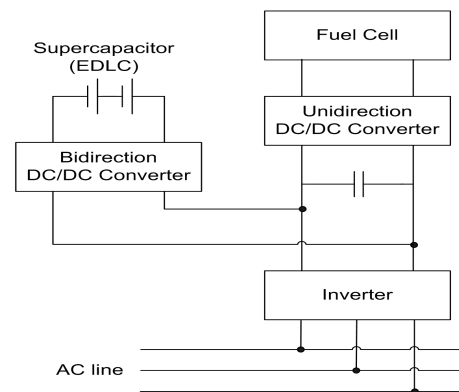 Fuel Cell
Supercapacitor
(EDLC)
Unidirection
DC/DC Converter
Bidirection
DC/DC Converter
Inverter
AC line